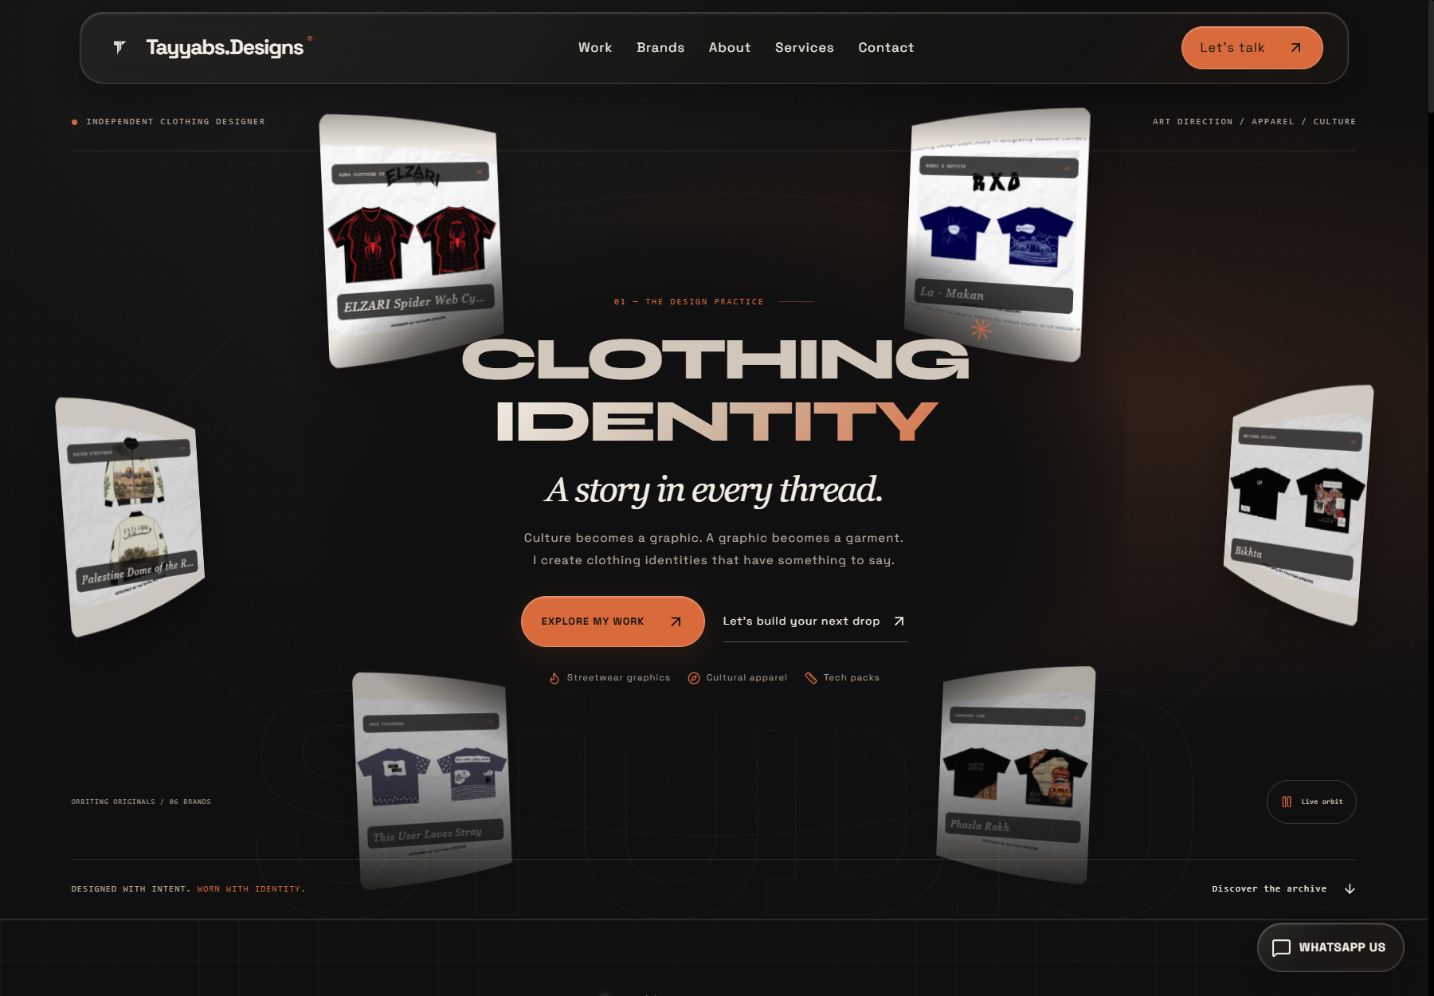 Tayyabs.Designs
Work Brands About Services Contact
Let's talk
INDEPENDENT CLOTHING DESIGNER
ART DIRECTION / APPAREL / CULTURE
ELZARI
ELZARI Spider Web Cy...
REBEL X OUTFITS
RXO
La - Makan
01 — THE DESIGN PRACTICE
CLOTHING
IDENTITY
A story in every thread.
Culture becomes a graphic. A graphic becomes a garment.
I create clothing identities that have something to say.
EXPLORE MY WORK
Let's build your next drop
Streetwear graphics Cultural apparel Tech packs
Palestine Dome of the R...
Bikhta
This User Loves Stray
Phasla Rakh
ORBITING ORIGINALS / 06 BRANDS
Live orbit
STUDIO
DESIGNED WITH INTENT. WORN WITH IDENTITY.
Discover the archive
WHATSAPP US